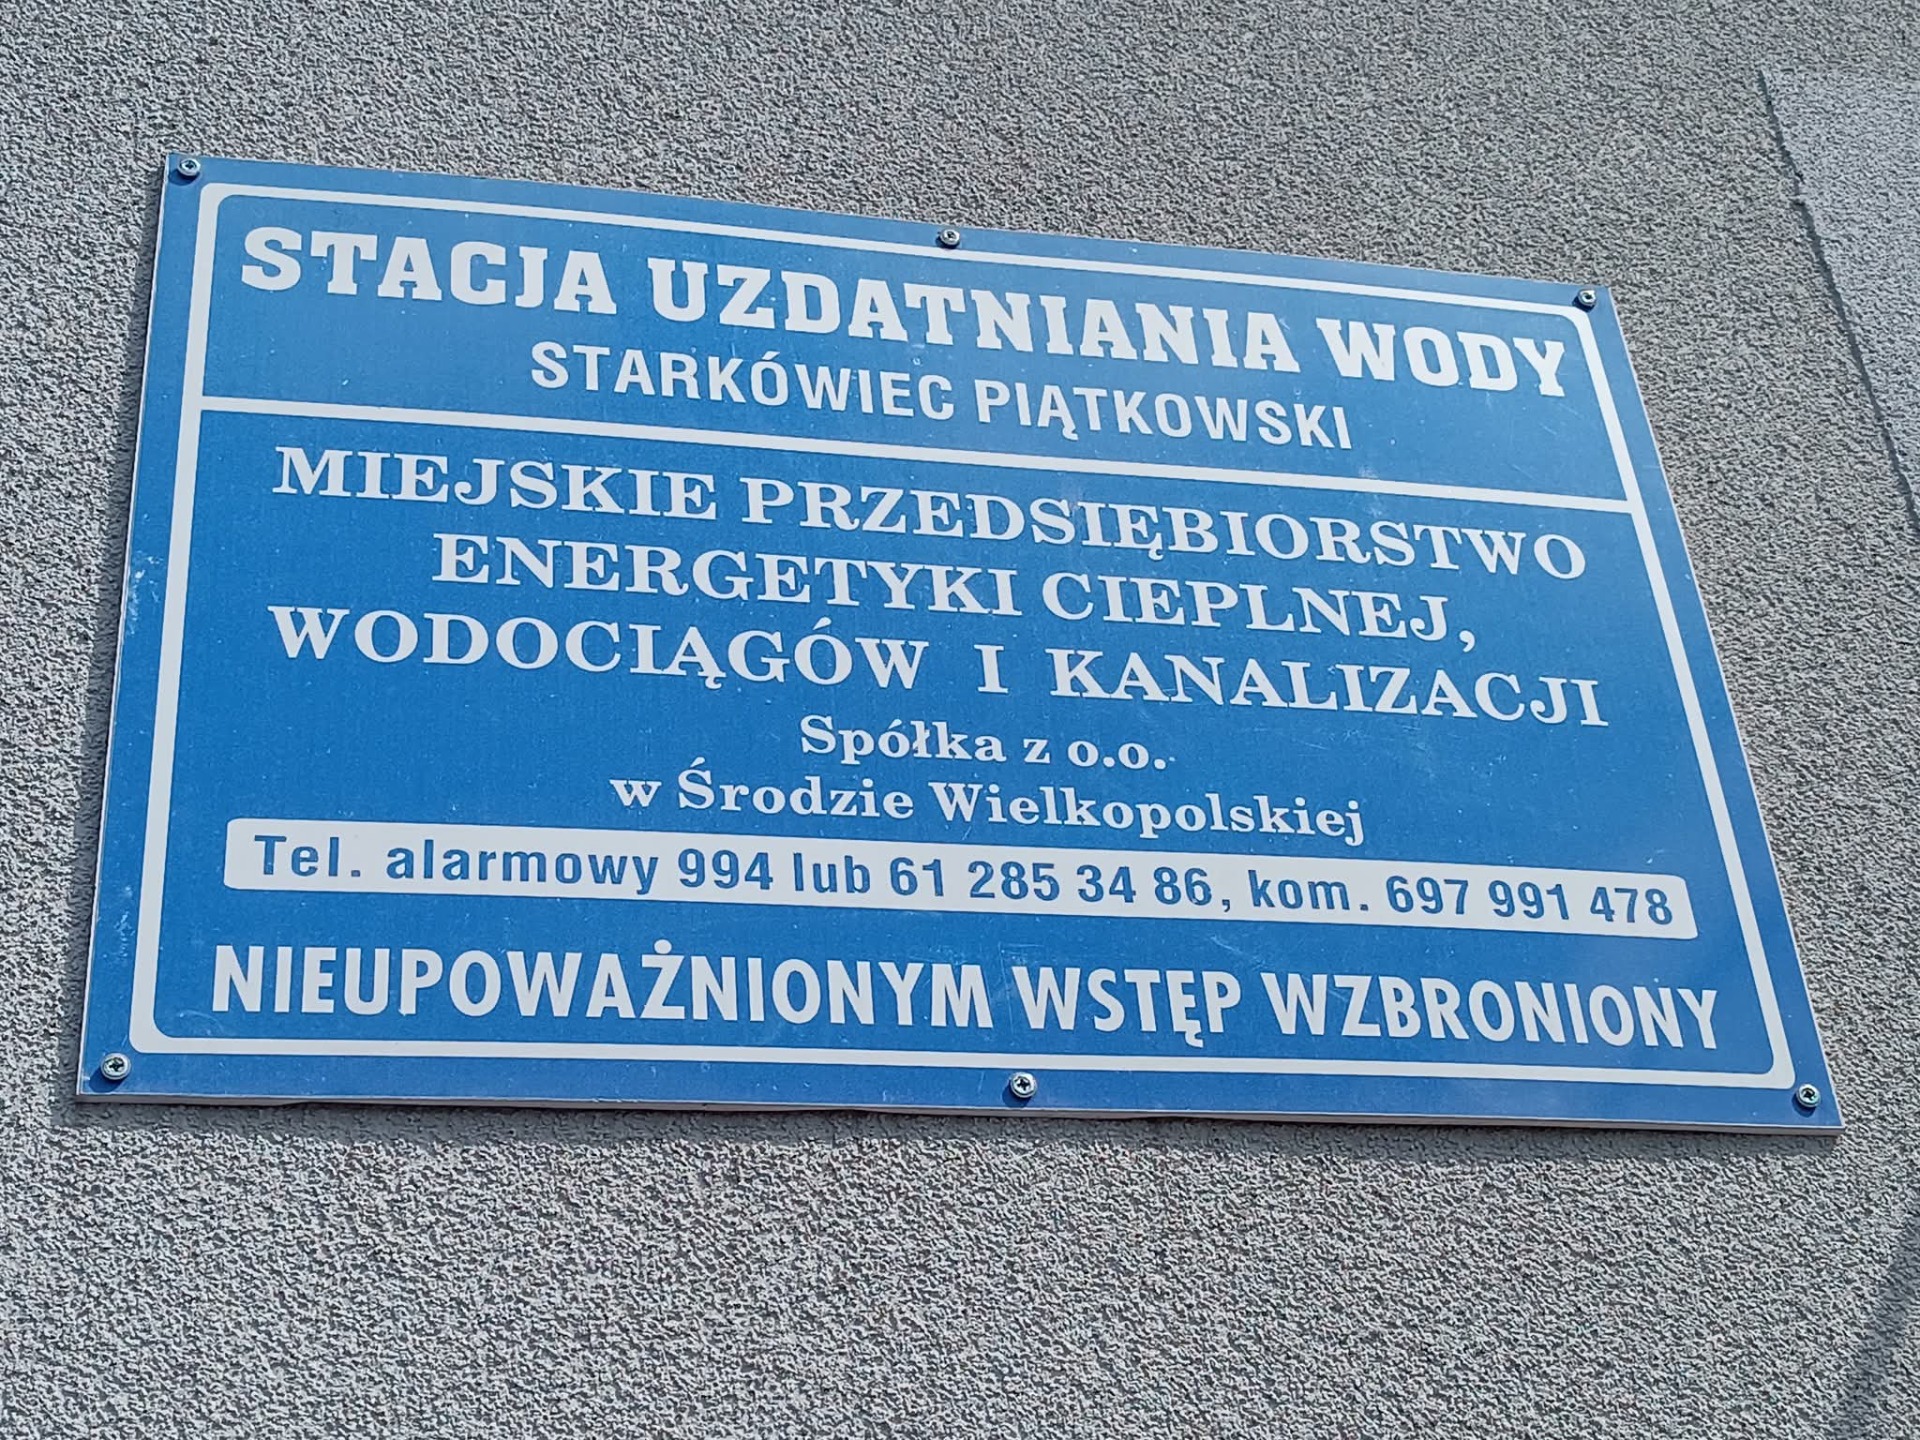 STACJA UZDATNIANIA WODY
STARKÓWIEC PIĄTKOWSKI
MIEJSKIE PRZEDSIĘBIORSTWO
ENERGETYKI CIEPLNEJ,
WODOCIĄGÓW I KANALIZACJI
Spółka z o.o.
w Środzie Wielkopolskiej
Tel. alarmowy 994 lub 61 285 34 86, kom. 697 991 478
NIEUPOWAŻNIONYM WSTĘP WZBRONIONY